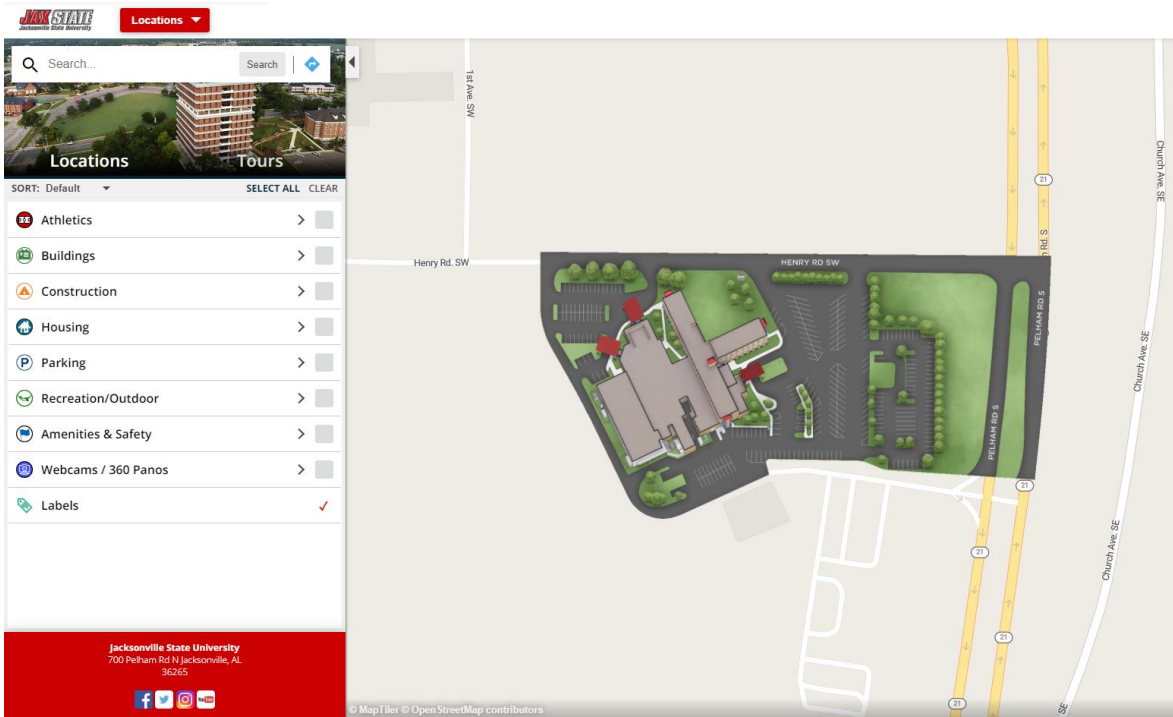 JAX STATE
Jacksonville State University
Locations
Search...
Search
Locations
Tours
SORT: Default
SELECT ALL CLEAR
Athletics
Buildings
Construction
Housing
P
Parking
Recreation/Outdoor
Amenities & Safety
Webcams / 360 Panos
Labels
Jacksonville State University
700 Pelham Rd N Jacksonville, AL
36265
1st Ave. SW
Henry Rd. SW
HENRY RD SW
PELHAM RD S
PELHAM RD S
Rd. S
21
21
21
21
21
Church Ave. SE
Church Ave. SE
Church Ave. SE
SE
© MapTiler © OpenStreetMap contributors